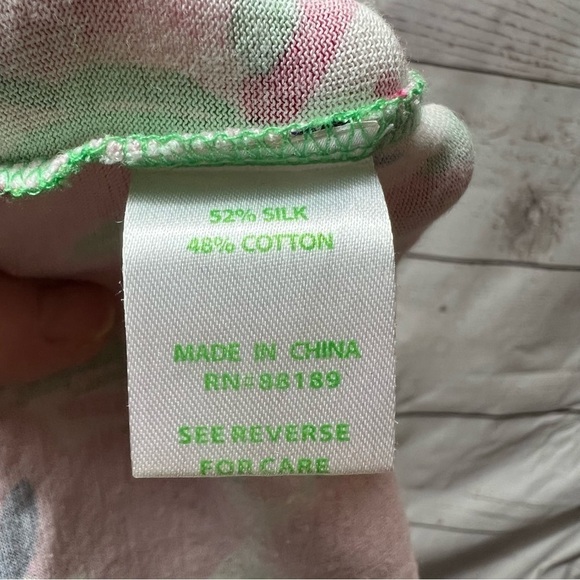 52% SILK
48% COTTON
MADE IN CHINA
RN#88189
SEE REVERSE
FOR CARE